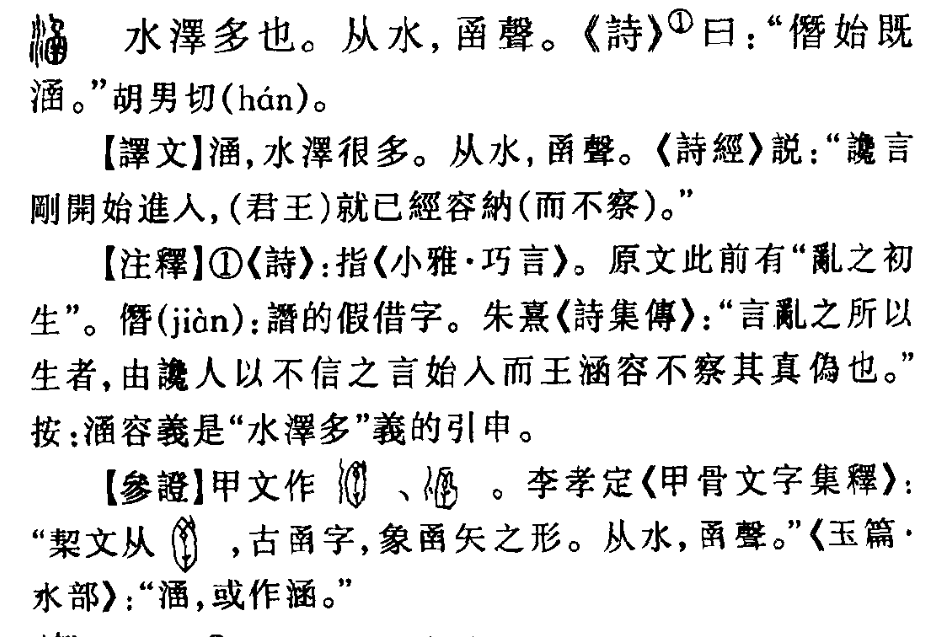 水澤多也。从水，圅聲。《詩》①曰：“僭始既
㴠。”胡男切(hán)。
【譯文】㴠，水澤很多。从水，圅聲。《詩經》説：“讒言
剛開始進入，(君王)就已經容納(而不察)。”
【注釋】①《詩》：指《小雅·巧言》。原文此前有“亂之初
生”。僭(jiàn)：譖的假借字。朱熹《詩集傳》：“言亂之所以
生者，由讒人以不信之言始入而王涵容不察其真僞也。”
按：㴠容義是“水澤多”義的引申。
【參證】甲文作、。李孝定《甲骨文字集釋》：
“栔文从，古圅字，象圅矢之形。从水，圅聲。”《玉篇·
水部》：“㴠，或作涵。”